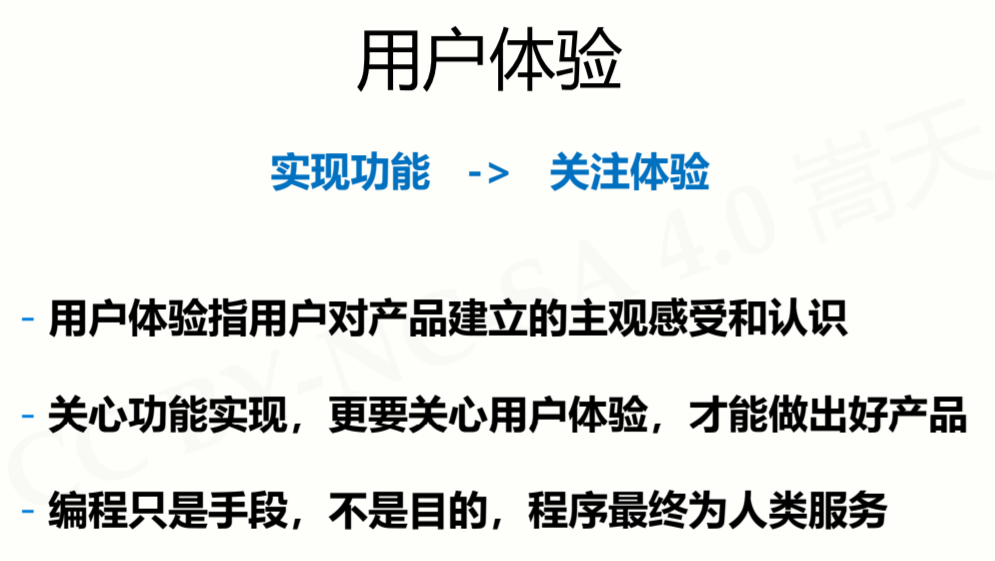 用户体验
实现功能 -> 关注体验
- 用户体验指用户对产品建立的主观感受和认识
- 关心功能实现，更要关心用户体验，才能做出好产品
- 编程只是手段，不是目的，程序最终为人类服务
CC BY-NC-SA 4.0 嵩天